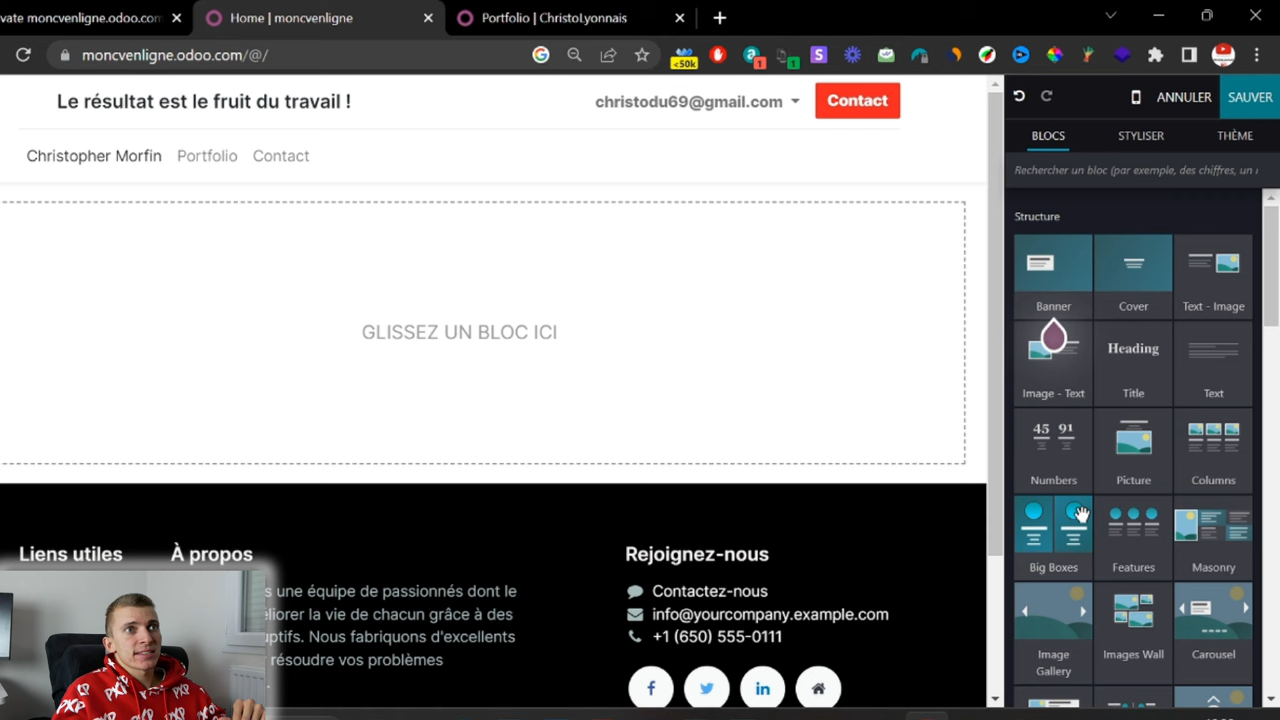 vate moncvenligne.odoo.com
Home | moncvenligne
Portfolio | ChristoLyonnais
moncvenligne.odoo.com/@/
<50k
1
1
Le résultat est le fruit du travail !
christodu69@gmail.com
Contact
Christopher Morfin
Portfolio
Contact
GLISSEZ UN BLOC ICI
ANNULER
SAUVER
BLOCS
STYLISER
THÈME
Rechercher un bloc (par exemple, des chiffres, un
Structure
Banner
Cover
Text - Image
Heading
Image - Text
Title
Text
45 91
Numbers
Picture
Columns
Big Boxes
Features
Masonry
Image Gallery
Images Wall
Carousel
Liens utiles
À propos
s une équipe de passionnés dont le
éliorer la vie de chacun grâce à des
uptifs. Nous fabriquons d'excellents
résoudre vos problèmes
Rejoignez-nous
Contactez-nous
info@yourcompany.example.com
+1 (650) 555-0111